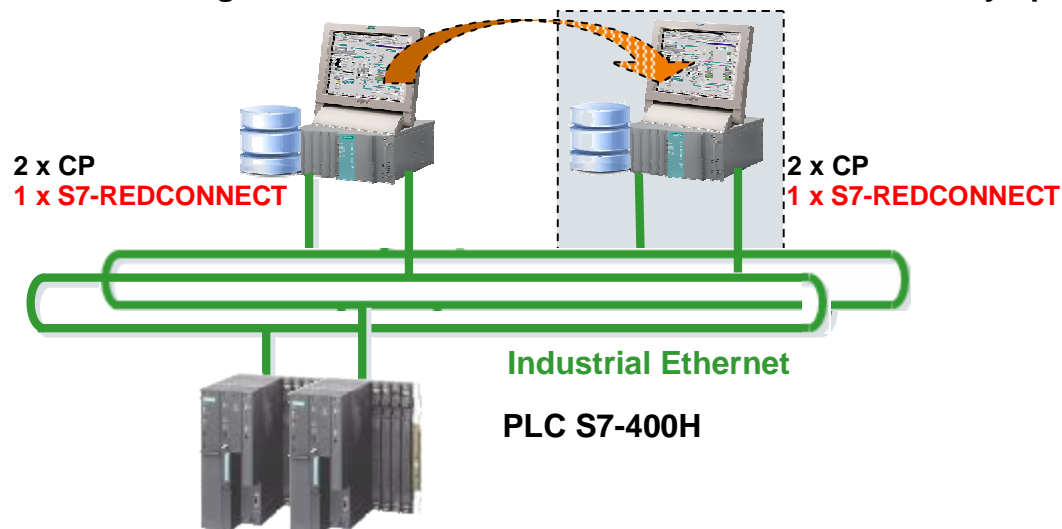 2 x CP
1 x S7-REDCONNECT
2 x CP
1 x S7-REDCONNECT
Industrial Ethernet
PLC S7-400H